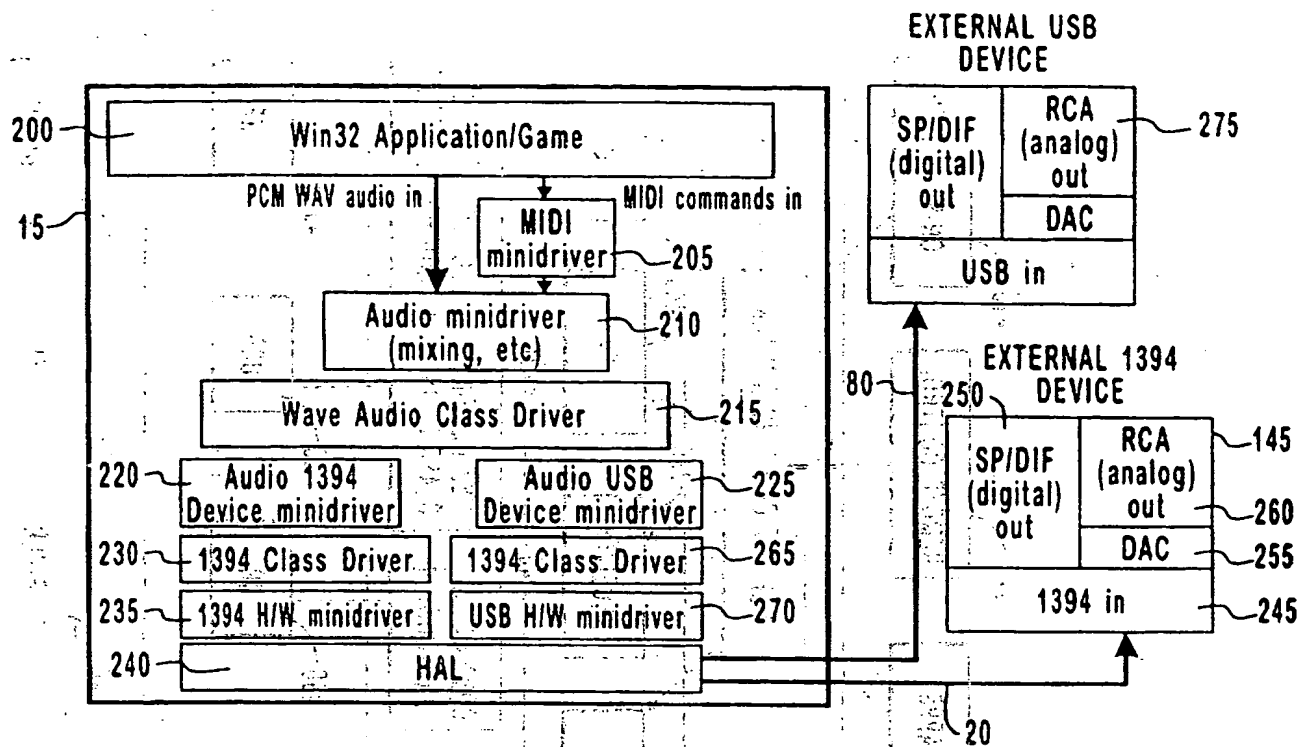 EXTERNAL USB
DEVICE
200
Win32 Application/Game
SP/DIF
(digital)
out
RCA
(analog)
out
275
DAC
USB in
PCM WAV audio in
MIDI commands in
15
MIDI
minidriver
205
Audio minidriver
(mixing, etc)
210
80
EXTERNAL 1394
DEVICE
250
Wave Audio Class Driver
215
SP/DIF
(digital)
out
RCA
(analog)
out
145
260
DAC
255
1394 in
245
220
Audio 1394
Device minidriver
Audio USB
Device minidriver
225
230
1394 Class Driver
1394 Class Driver
265
235
1394 H/W minidriver
USB H/W minidriver
270
240
HAL
20